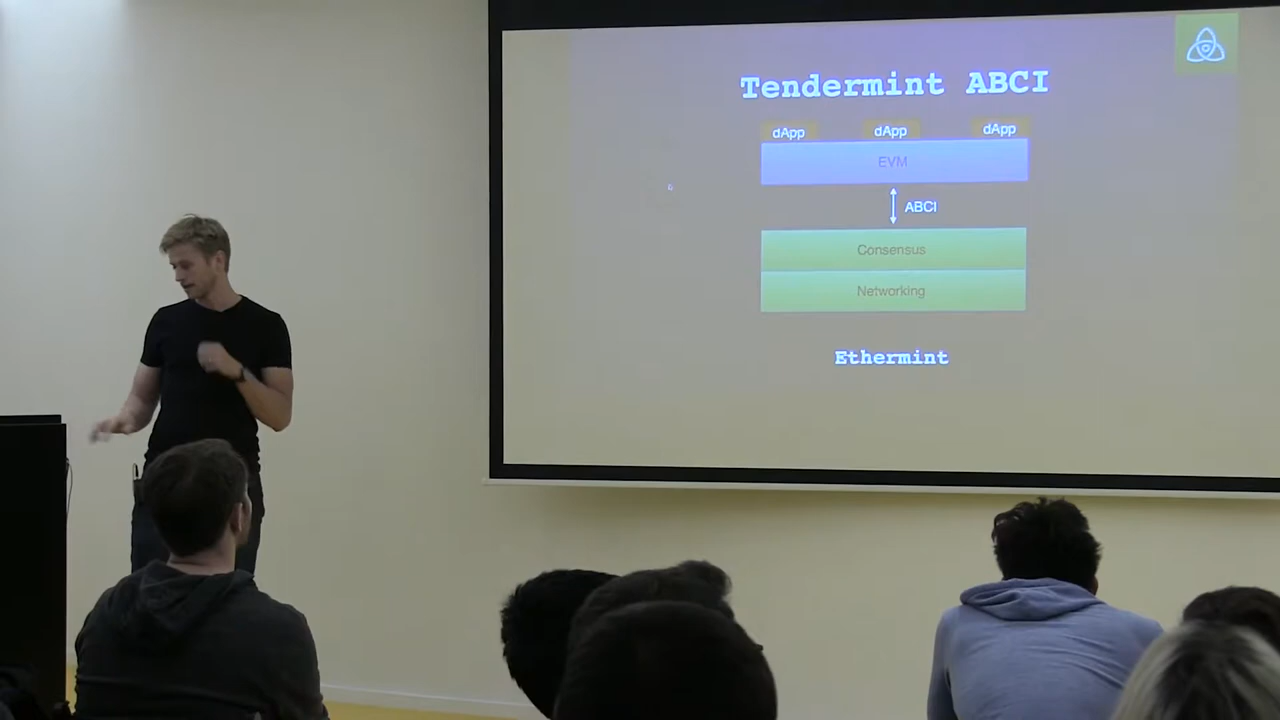 Tendermint ABCI
dApp dApp dApp
EVM
ABCI
Consensus
Networking
Ethermint